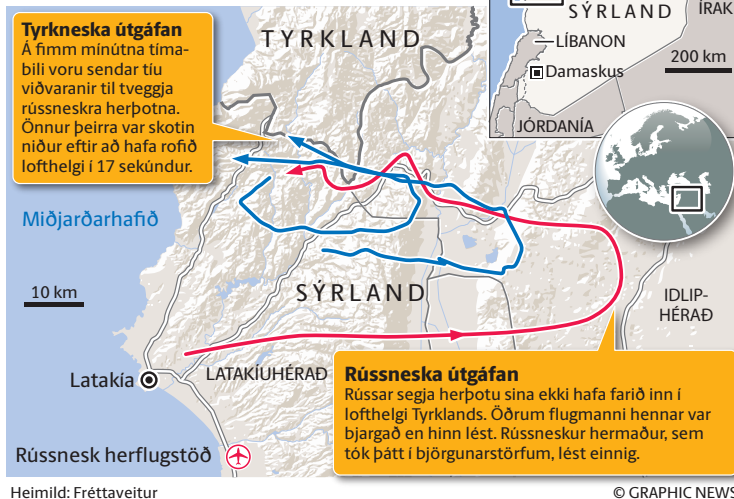 Tyrkneska útgáfan
Á fimm mínútna tíma-
bili voru sendar tíu
viðvaranir til tveggja
rússneskra herþotna.
Önnur þeirra var skotin
niður eftir að hafa rofið
lofthelgi í 17 sekúndur.
TYRKLAND
SÝRLAND
ÍRAK
LÍBANON
Damaskus
200 km
JÓRDANÍA
Miðjarðarhafið
10 km
SÝRLAND
IDLIP-
HÉRAÐ
Latakía
LATAKÍUHÉRAÐ
Rússnesk herflugstöð
Rússneska útgáfan
Rússar segja herþotu sína ekki hafa farið inn í
lofthelgi Tyrklands. Öðrum flugmanni hennar var
bjargað en hinn lést. Rússneskur hermaður, sem
tók þátt í björgunarstörfum, lést einnig.
Heimild: Fréttaveitur
© GRAPHIC NEWS